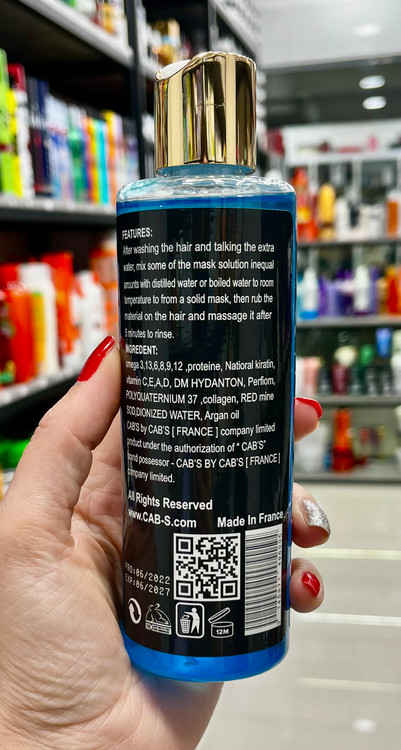 FEATURES:
After washing the hair and talking the extra
water, mix some of the mask solution inequal
amounts with distilled water or boiled water to room
temperature to from a solid mask, then rub the
material on the hair and massage it after
5 minutes to rinse.
INGREDENT:
omega 3,13,6,8,9,12 ,proteine, Natioral kiratin,
vitamin C,E,A,D, DM HYDANTON, Perfiom,
POLYQUATERNIUM 37 ,collagen, RED mine
SOD,DIONIZED WATER, Argan oil
CAB'S by CAB'S [ FRANCE ] company limited
product under the authorization of " CAB'S"
brand possessor - CAB'S BY CAB'S [ FRANCE ]
company limited.
All Rights Reserved
www.CAB-S.com Made In France
PRO:06/2022
EXP:06/2027
12M